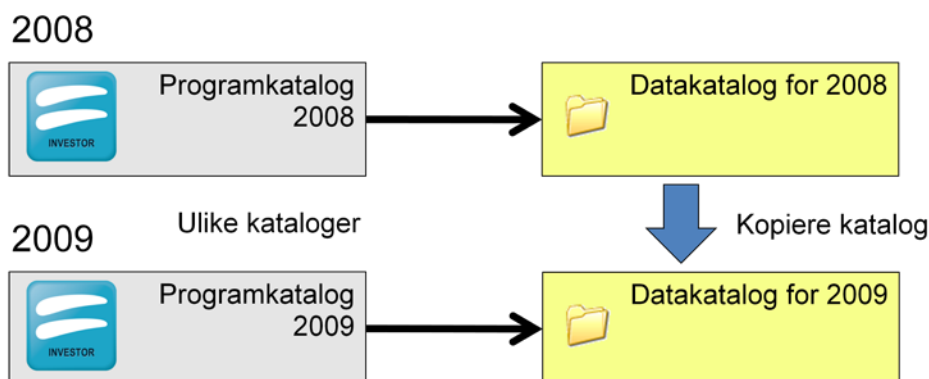 2008
Programkatalog
2008
INVESTOR
Datakatalog for 2008
Ulike kataloger
Kopiere katalog
2009
Programkatalog
2009
INVESTOR
Datakatalog for 2009